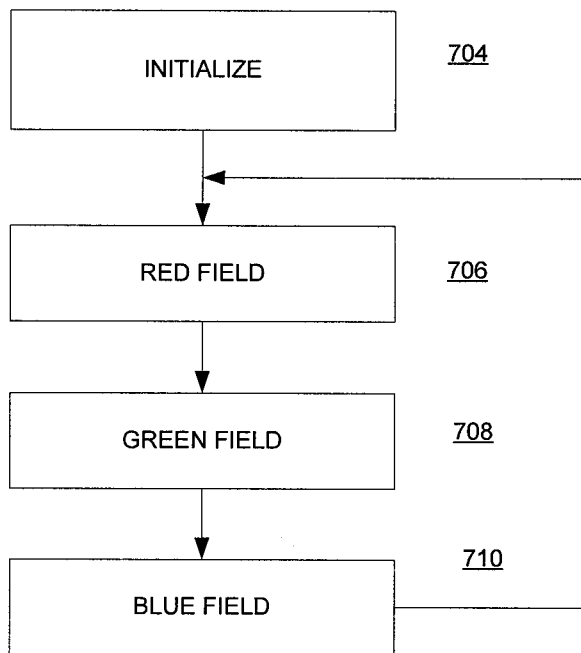 INITIALIZE
704
RED FIELD
706
GREEN FIELD
708
BLUE FIELD
710